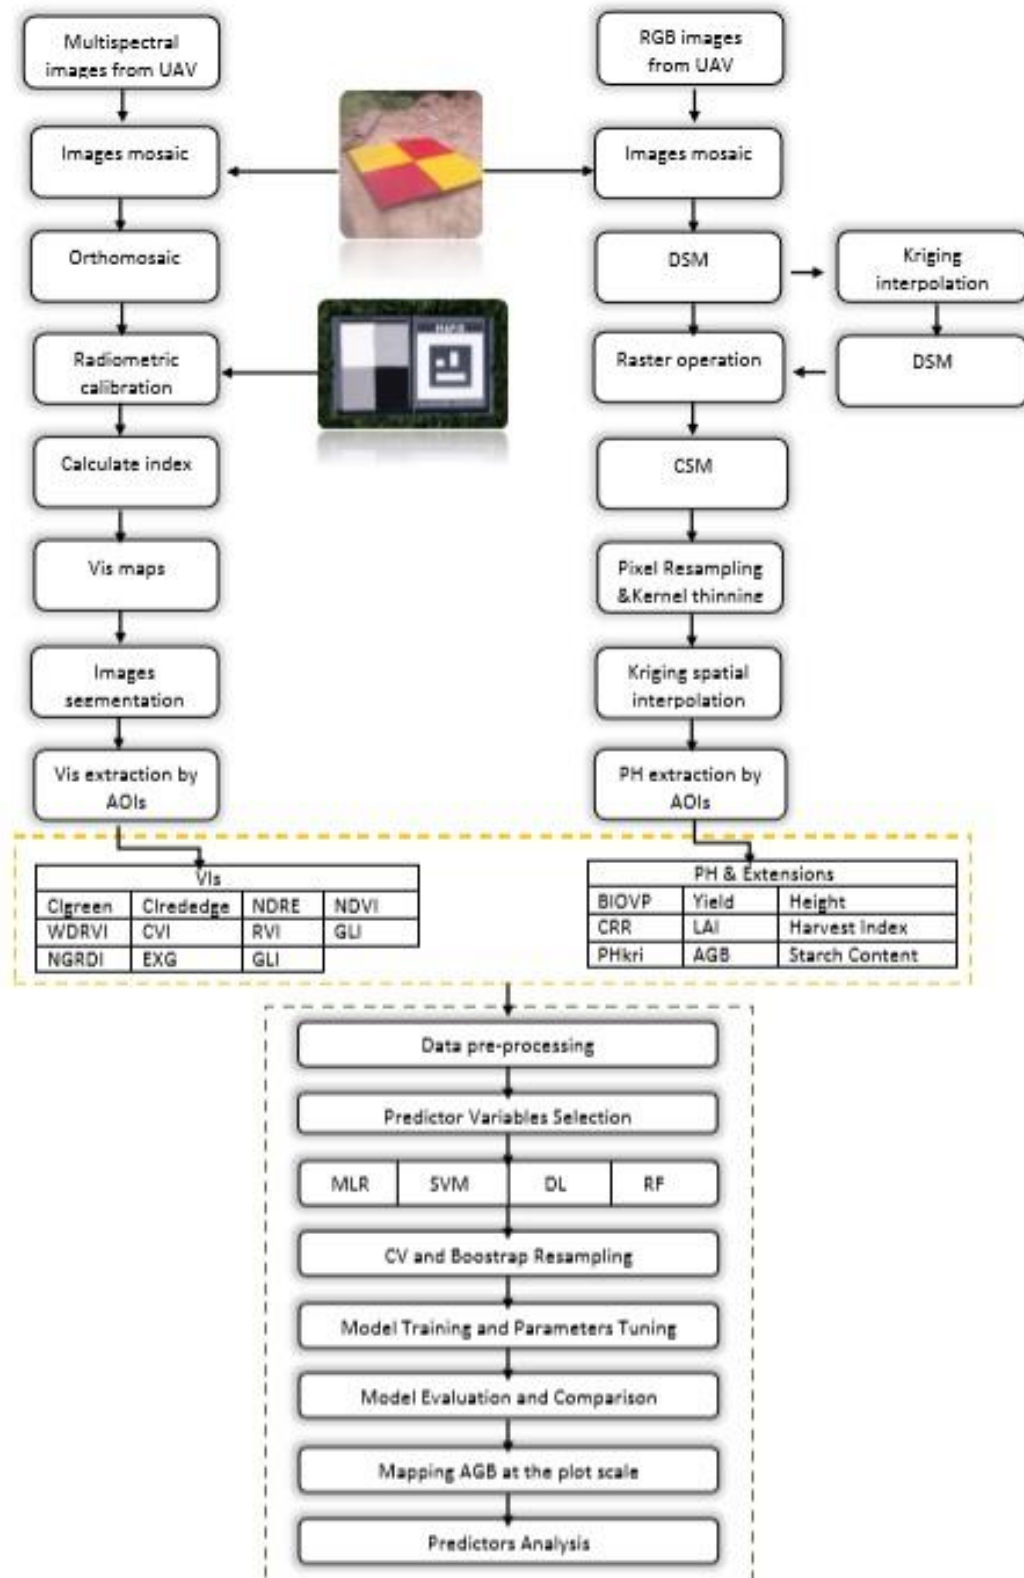 Multispectral
images from UAV
Images mosaic
Orthomosaic
Radiometric
calibration
Calculate index
Vis maps
Images
segmentation
Vis extraction by
AOIs
RGB images
from UAV
Images mosaic
DSM
Kriging
interpolation
DSM
Raster operation
CSM
Pixel Resampling
&Kernel thinning
Kriging spatial
interpolation
PH extraction by
AOIs
VIs
CIgreen CIrededge NDRE NDVI
WDRVI CVI RVI GLI
NGRDI EXG GLI
PH & Extensions
BIOVP Yield Height
CRR LAI Harvest Index
PHkri AGB Starch Content
Data pre-processing
Predictor Variables Selection
MLR SVM DL RF
CV and Boostrap Resampling
Model Training and Parameters Tuning
Model Evaluation and Comparison
Mapping AGB at the plot scale
Predictors Analysis